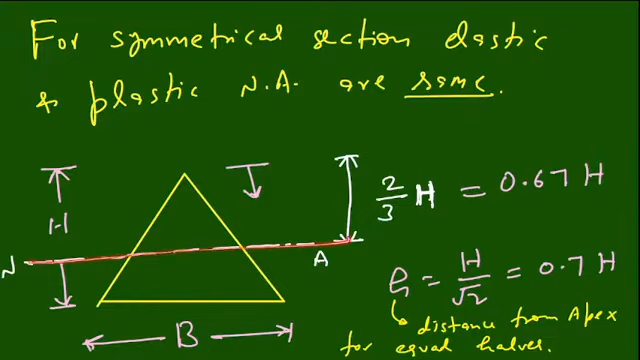 For symmetrical section elastic
& plastic N.A. are same.
H
2/3 H = 0.67 H
N
A
= H/√2 = 0.7 H
B
distance from Apex
for equal halves.